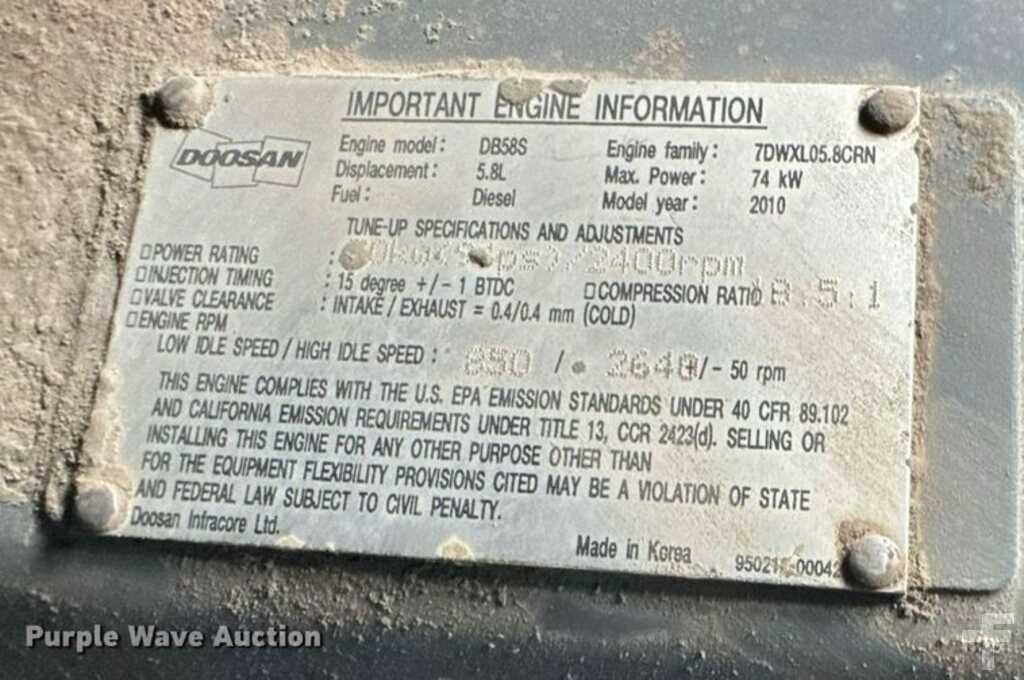 IMPORTANT ENGINE INFORMATION
DOOSAN
Engine model: DB58S Engine family: 7DWXL05.8CRN
Displacement: 5.8L Max. Power: 74 kW
Fuel: Diesel Model year: 2010
TUNE-UP SPECIFICATIONS AND ADJUSTMENTS
POWER RATING : ps)/2400rpm
INJECTION TIMING : 15 degree +/- 1 BTDC COMPRESSION RATIO
VALVE CLEARANCE : INTAKE / EXHAUST = 0.4/0.4 mm (COLD)
ENGINE RPM
LOW IDLE SPEED / HIGH IDLE SPEED : 850 / 2640 +/- 50 rpm
THIS ENGINE COMPLIES WITH THE U.S. EPA EMISSION STANDARDS UNDER 40 CFR 89.102
AND CALIFORNIA EMISSION REQUIREMENTS UNDER TITLE 13, CCR 2423(d). SELLING OR
INSTALLING THIS ENGINE FOR ANY OTHER PURPOSE OTHER THAN
FOR THE EQUIPMENT FLEXIBILITY PROVISIONS CITED MAY BE A VIOLATION OF STATE
AND FEDERAL LAW SUBJECT TO CIVIL PENALTY.
Doosan Infracore Ltd.
Made in Korea
Purple Wave Auction